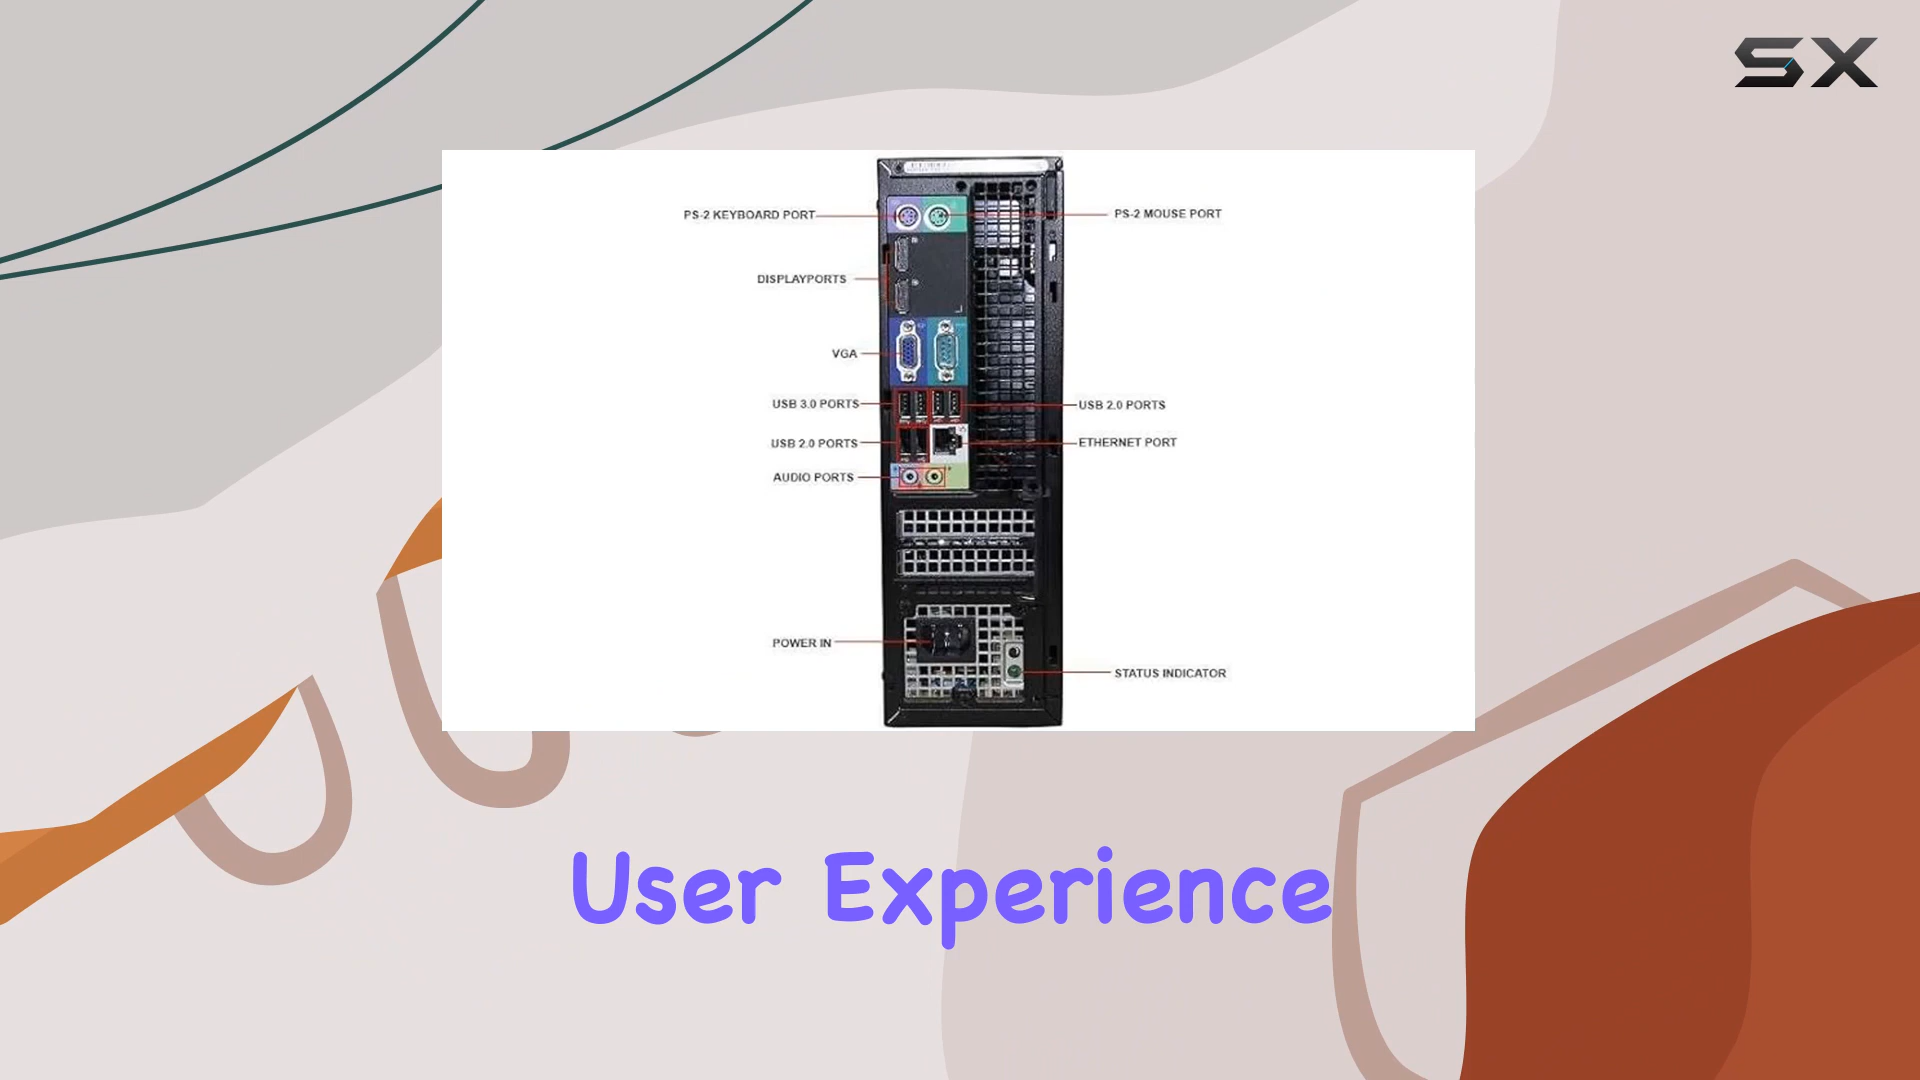 SX
PS-2 KEYBOARD PORT
PS-2 MOUSE PORT
DISPLAYPORTS
VGA
USB 3.0 PORTS
USB 2.0 PORTS
USB 2.0 PORTS
ETHERNET PORT
AUDIO PORTS
POWER IN
STATUS INDICATOR
User Experience